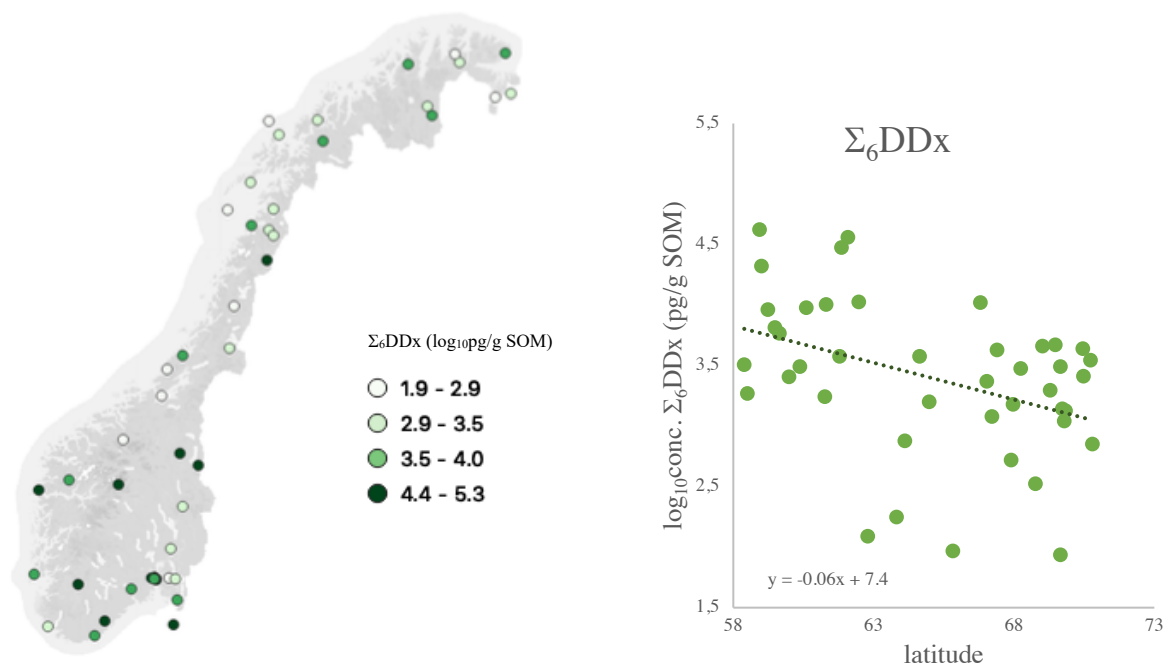 Σ₆DDx (log₁₀pg/g SOM)
1.9 - 2.9
2.9 - 3.5
3.5 - 4.0
4.4 - 5.3
Σ₆DDx
log₁₀conc. Σ₆DDx (pg/g SOM)
5,5
4,5
3,5
2,5
1,5
y = -0.06x + 7.4
58 63 68 73
latitude